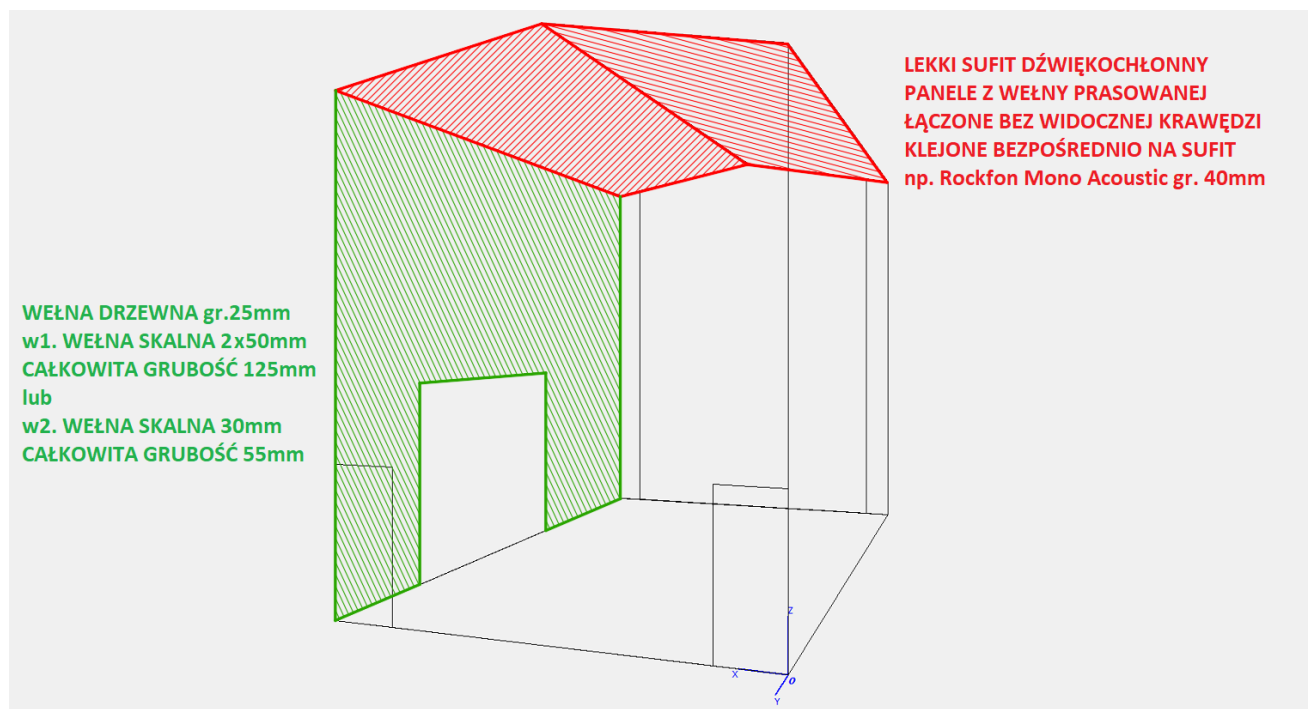 LEKKI SUFIT DŹWIĘKOCHŁONNY
PANELE Z WEŁNY PRASOWANEJ
ŁĄCZONE BEZ WIDOCZNEJ KRAWĘDZI
KLEJONE BEZPOŚREDNIO NA SUFIT
np. Rockfon Mono Acoustic gr. 40mm
WEŁNA DRZEWNA gr.25mm
w1. WEŁNA SKALNA 2x50mm
CAŁKOWITA GRUBOŚĆ 125mm
lub
w2. WEŁNA SKALNA 30mm
CAŁKOWITA GRUBOŚĆ 55mm
Z
X
O
Y